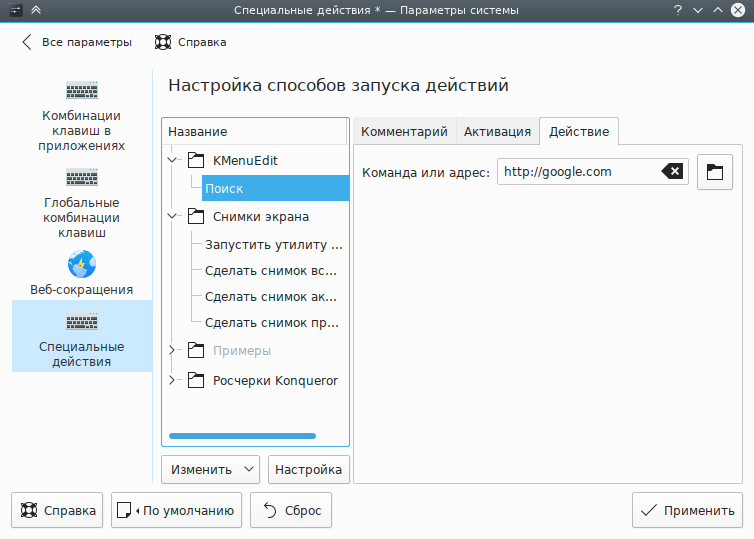 Специальные действия * — Параметры системы
Все параметры
Справка
Комбинации
клавиш в
приложениях
Глобальные
комбинации
клавиш
Веб-сокращения
Специальные
действия
Настройка способов запуска действий
Название
KMenuEdit
Поиск
Снимки экрана
Запустить утилиту ...
Сделать снимок вс...
Сделать снимок ак...
Сделать снимок пр...
Примеры
Росчерки Konqueror
Изменить
Настройка
Комментарий
Активация
Действие
Команда или адрес:
http://google.com
Справка
По умолчанию
Сброс
Применить